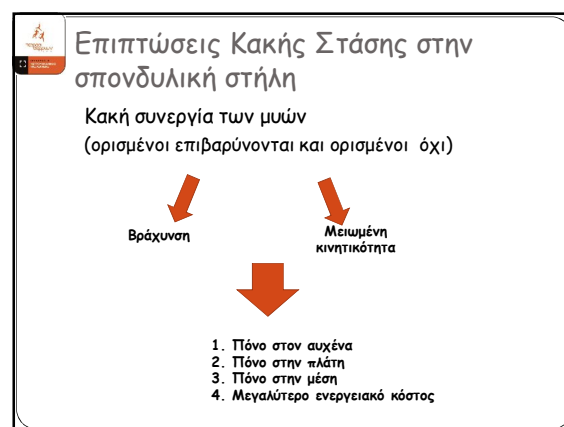 Επιπτώσεις Κακής Στάσης στην
σπονδυλική στήλη
Κακή συνεργία των μυών
(ορισμένοι επιβαρύνονται και ορισμένοι όχι)
Βράχυνση
Μειωμένη
κινητικότητα
1. Πόνο στον αυχένα
2. Πόνο στην πλάτη
3. Πόνο στην μέση
4. Μεγαλύτερο ενεργειακό κόστος